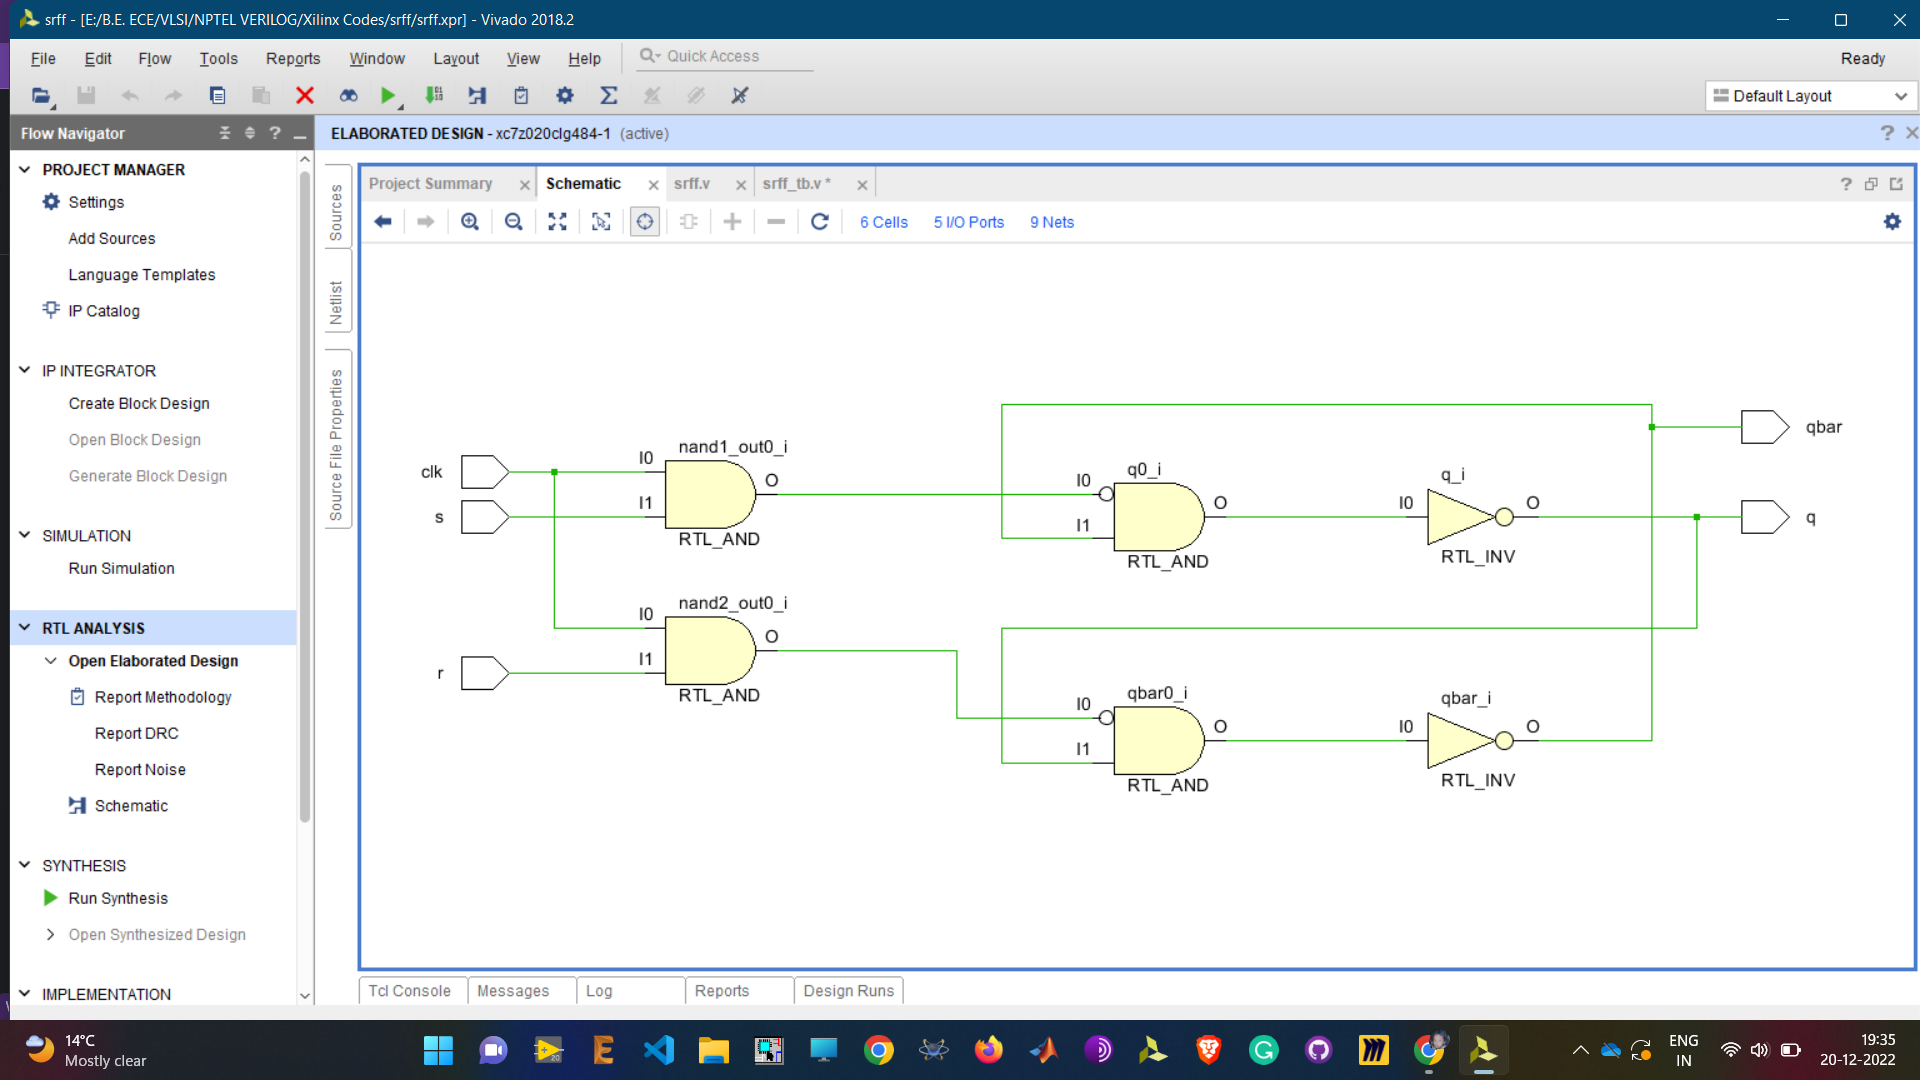 srff - [E:/B.E. ECE/VLSI/NPTEL VERILOG/Xilinx Codes/srff/srff.xpr] - Vivado 2018.2
File Edit Flow Tools Reports Window Layout View Help Quick Access Ready
Default Layout
Flow Navigator
ELABORATED DESIGN - xc7z020clg484-1 (active)
PROJECT MANAGER
Settings
Add Sources
Language Templates
IP Catalog
IP INTEGRATOR
Create Block Design
Open Block Design
Generate Block Design
SIMULATION
Run Simulation
RTL ANALYSIS
Open Elaborated Design
Report Methodology
Report DRC
Report Noise
Schematic
SYNTHESIS
Run Synthesis
Open Synthesized Design
IMPLEMENTATION
Sources
Netlist
Source File Properties
Project Summary Schematic srff.v srff_tb.v *
6 Cells 5 I/O Ports 9 Nets
clk
s
r
nand1_out0_i
I0
I1
O
RTL_AND
nand2_out0_i
I0
I1
O
RTL_AND
q0_i
I0
I1
O
RTL_AND
q_i
I0
O
RTL_INV
qbar0_i
I0
I1
O
RTL_AND
qbar_i
I0
O
RTL_INV
qbar
q
Tcl Console Messages Log Reports Design Runs
14°C
Mostly clear
ENG
IN
19:35
20-12-2022